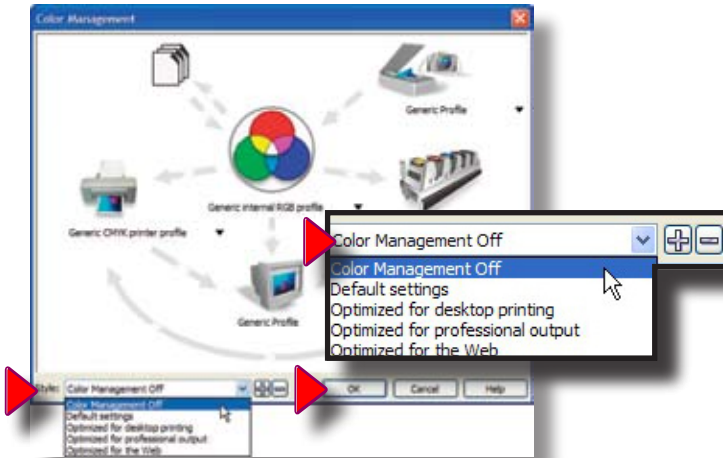 Color Management
Generic Profile
Generic internal RGB profile
Generic CMYK printer profile
Generic Profile
Color Management Off
Color Management Off
Default settings
Optimized for desktop printing
Optimized for professional output
Optimized for the Web
Style: Color Management Off
OK
Cancel
Help
Color Management Off
Default settings
Optimized for desktop printing
Optimized for professional output
Optimized for the Web